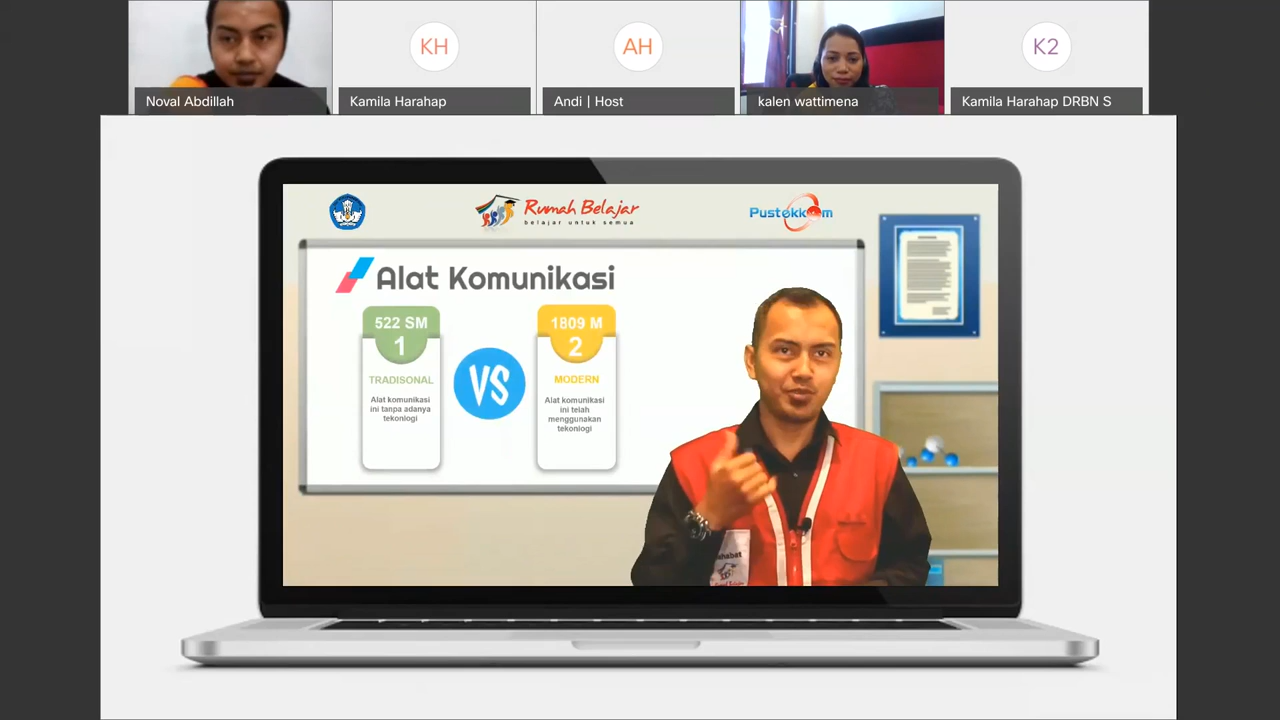 KH
AH
K2
Noval Abdillah
Kamila Harahap
Andi | Host
kalen wattimena
Kamila Harahap DRBN S
Rumah Belajar
belajar untuk semua
Pustekkom
Alat Komunikasi
522 SM
1
TRADISONAL
Alat komunikasi
ini tanpa adanya
tekonlogi
VS
1809 M
2
MODERN
Alat komunikasi
ini telah
menggunakan
tekonlogi
ahabat